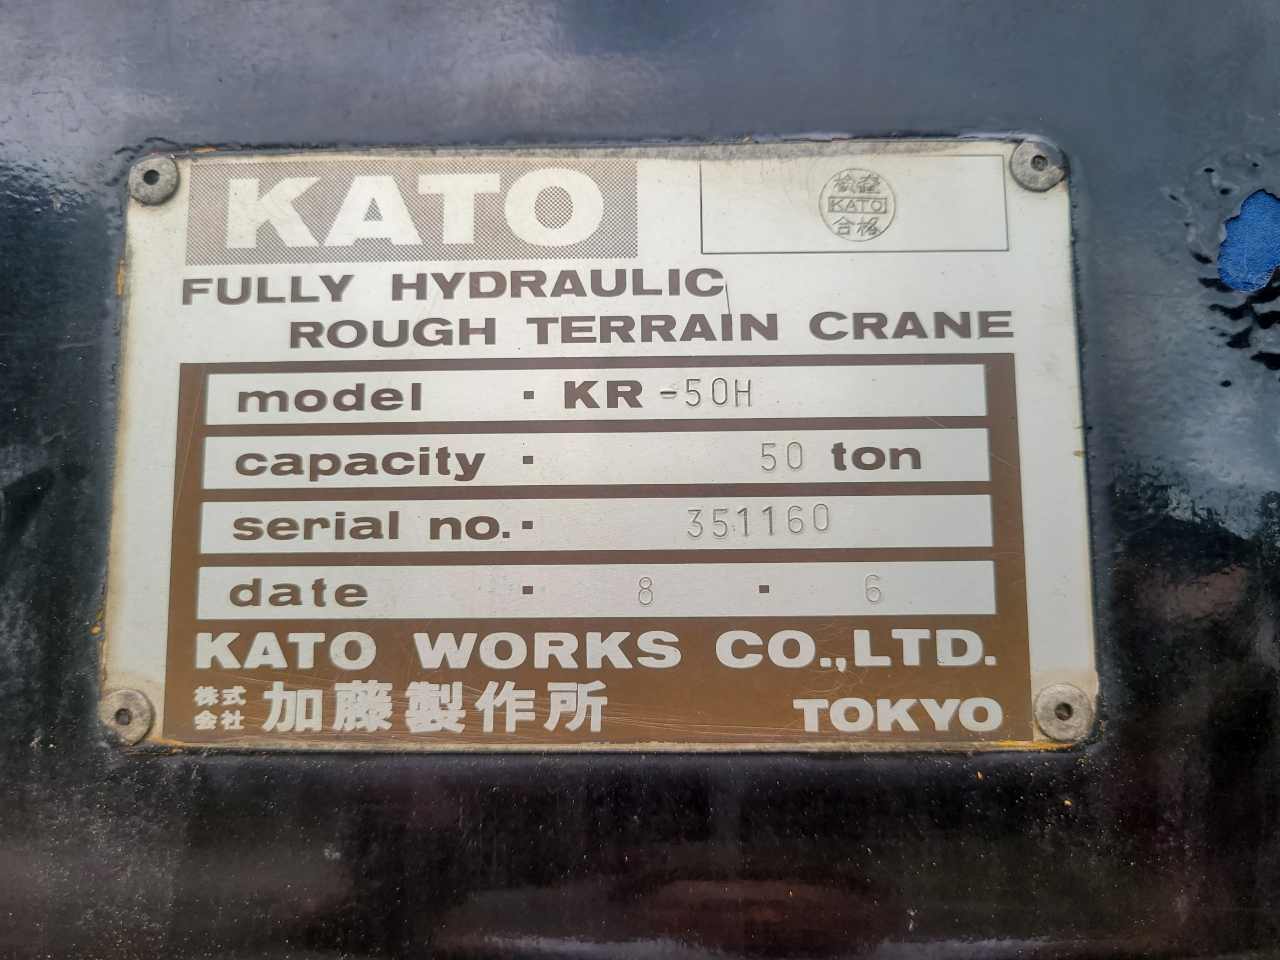 KATO
検査
KATO
合格
FULLY HYDRAULIC
ROUGH TERRAIN CRANE
model · KR -50H
capacity · 50 ton
serial no. · 351160
date · 8 · 6
KATO WORKS CO.,LTD.
株式会社 加藤製作所 TOKYO